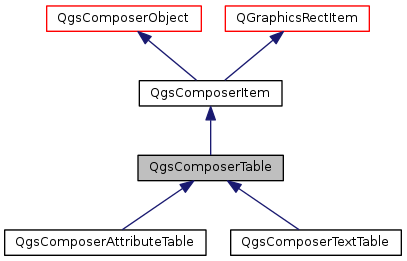 QgsComposerObject
QGraphicsRectItem
QgsComposerItem
QgsComposerTable
QgsComposerAttributeTable
QgsComposerTextTable